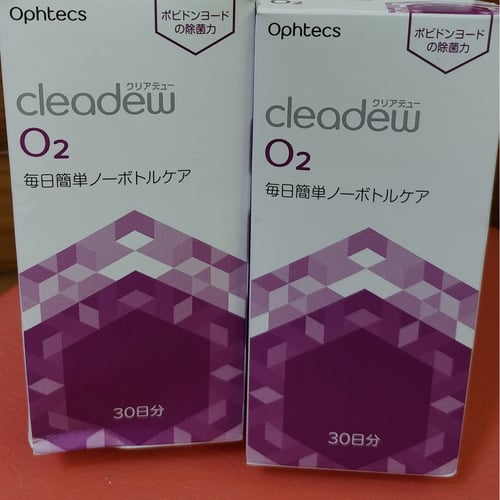 Ophtecs
ポビドンヨード
の除菌力
クリアデュー
cleadew
O2
毎日簡単ノーボトルケア
30日分
Ophtecs
ポビドンヨード
の除菌力
クリアデュー
cleadew
O2
毎日簡単ノーボトルケア
30日分